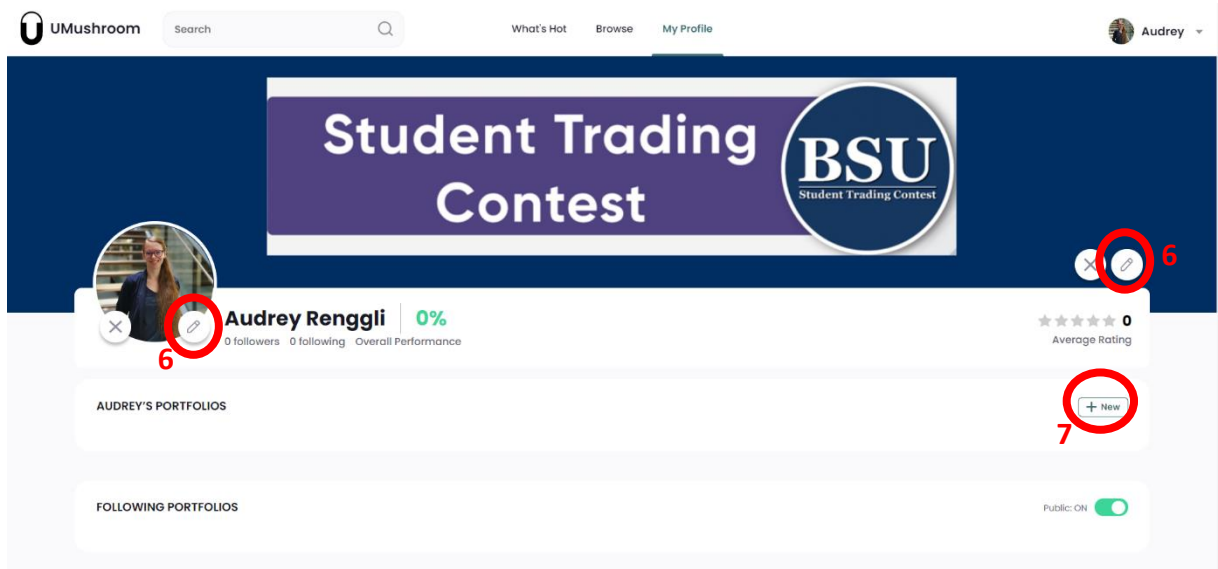 UMushroom
Search
What's Hot
Browse
My Profile
Audrey
Student Trading
Contest
BSU
Student Trading Contest
6
Audrey Renggli
0%
0 followers 0 following Overall Performance
0
Average Rating
6
AUDREY'S PORTFOLIOS
+ New
7
FOLLOWING PORTFOLIOS
Public: ON